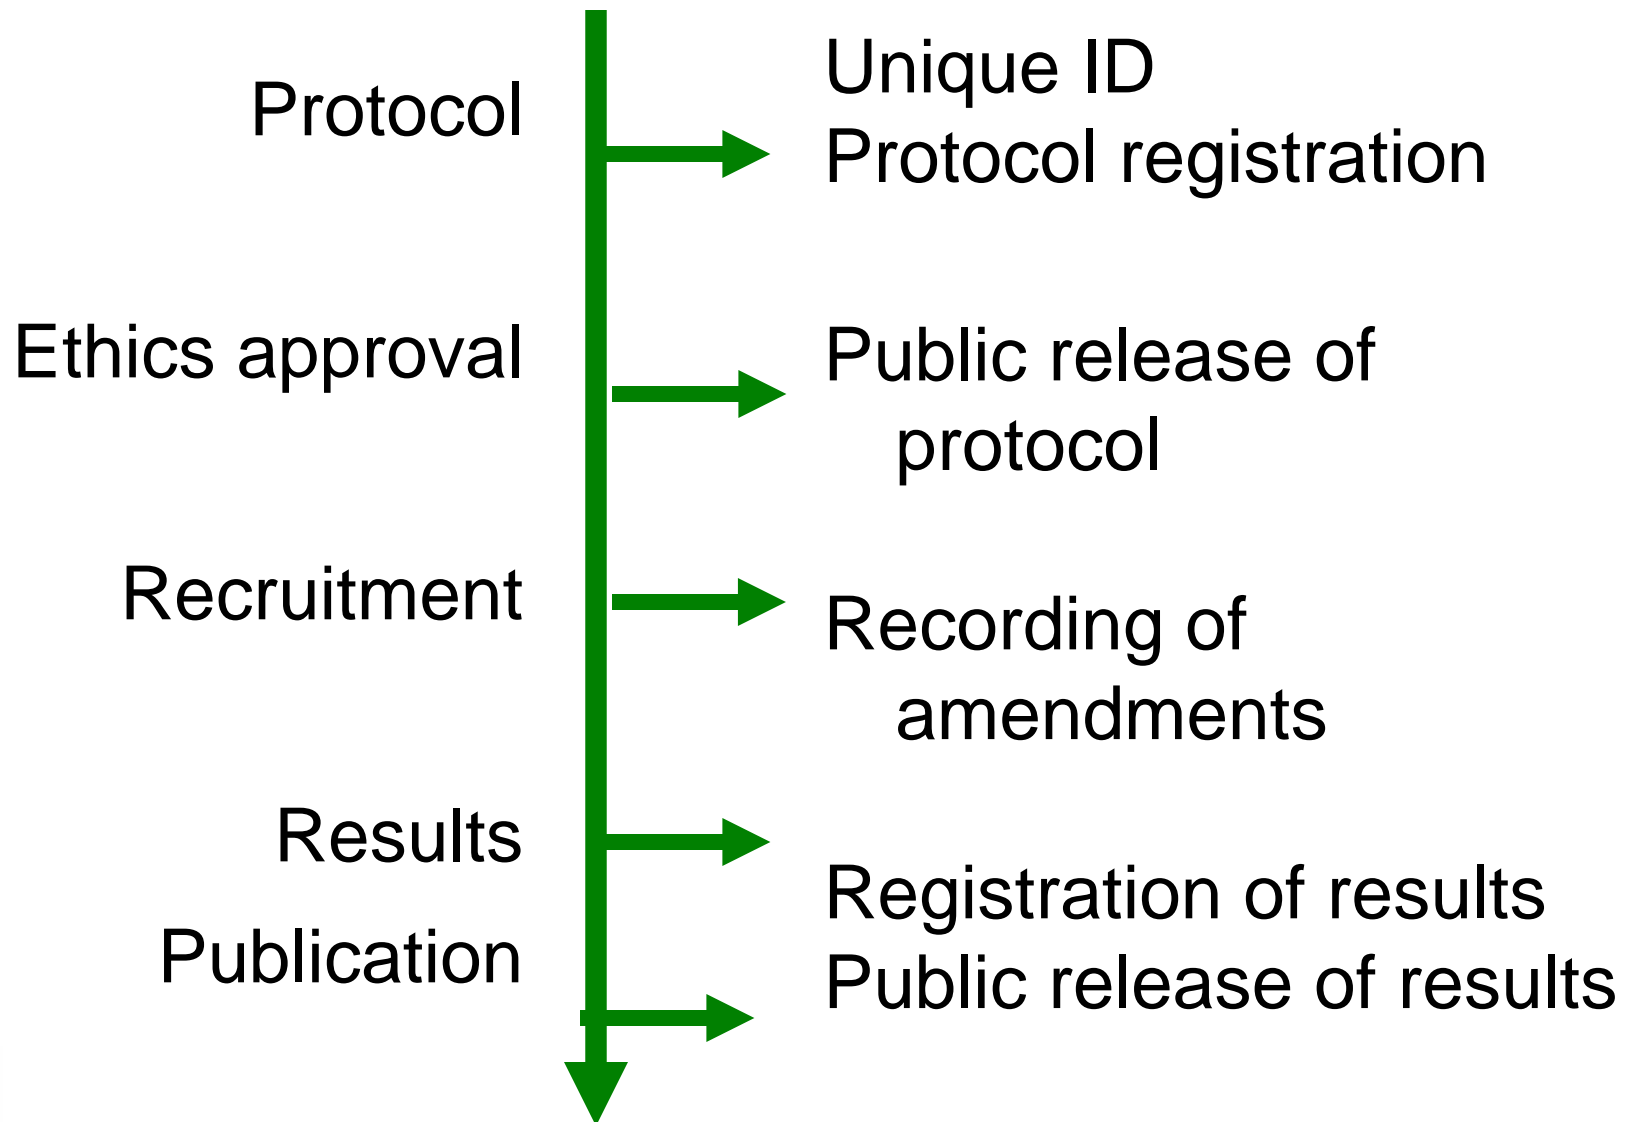 Protocol
Unique ID
Protocol registration
Ethics approval
Public release of
protocol
Recruitment
Recording of
amendments
Results
Registration of results
Publication
Public release of results